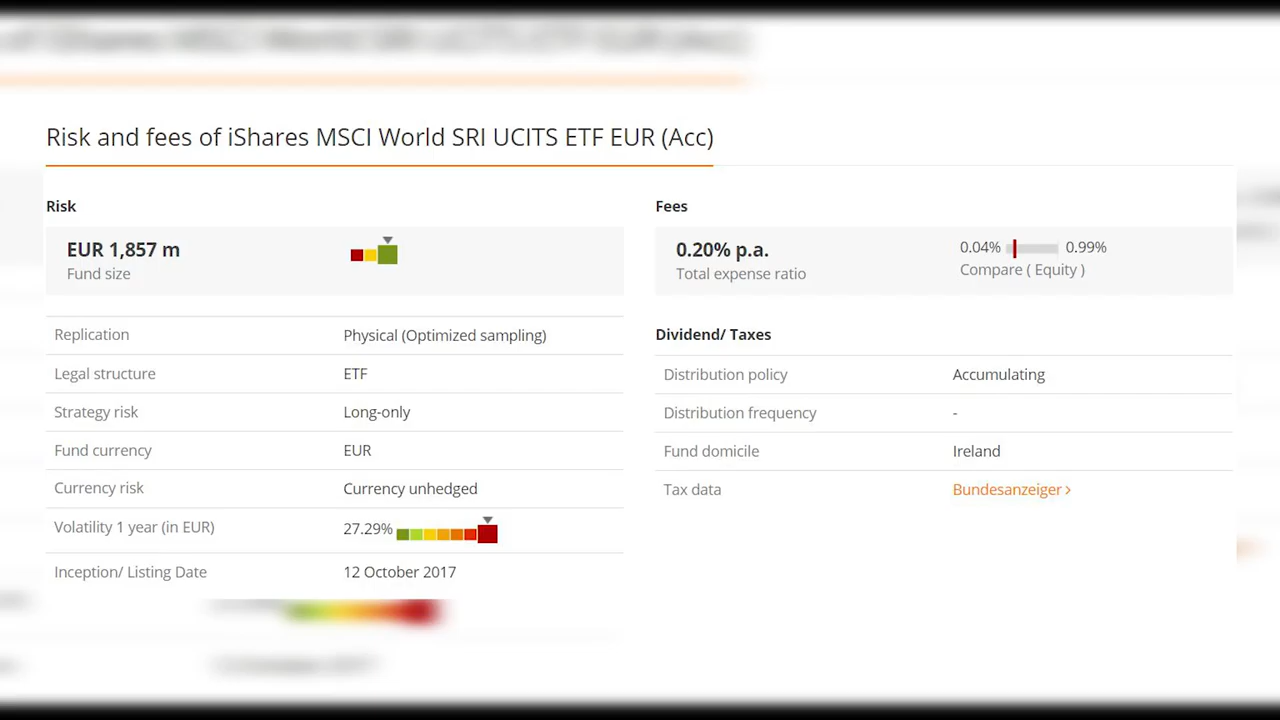 Risk and fees of iShares MSCI World SRI UCITS ETF EUR (Acc)
Risk
EUR 1,857 m
Fund size
Replication Physical (Optimized sampling)
Legal structure ETF
Strategy risk Long-only
Fund currency EUR
Currency risk Currency unhedged
Volatility 1 year (in EUR) 27.29%
Inception/ Listing Date 12 October 2017
Fees
0.20% p.a. 0.04% 0.99%
Total expense ratio Compare ( Equity )
Dividend/ Taxes
Distribution policy Accumulating
Distribution frequency -
Fund domicile Ireland
Tax data Bundesanzeiger ›